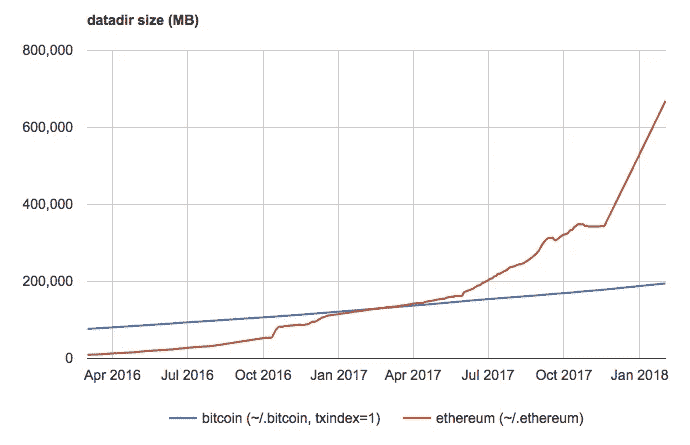 datadir size (MB)
800,000
600,000
400,000
200,000
0
Apr 2016 Jul 2016 Oct 2016 Jan 2017 Apr 2017 Jul 2017 Oct 2017 Jan 2018
bitcoin (~/.bitcoin, txindex=1) ethereum (~/.ethereum)